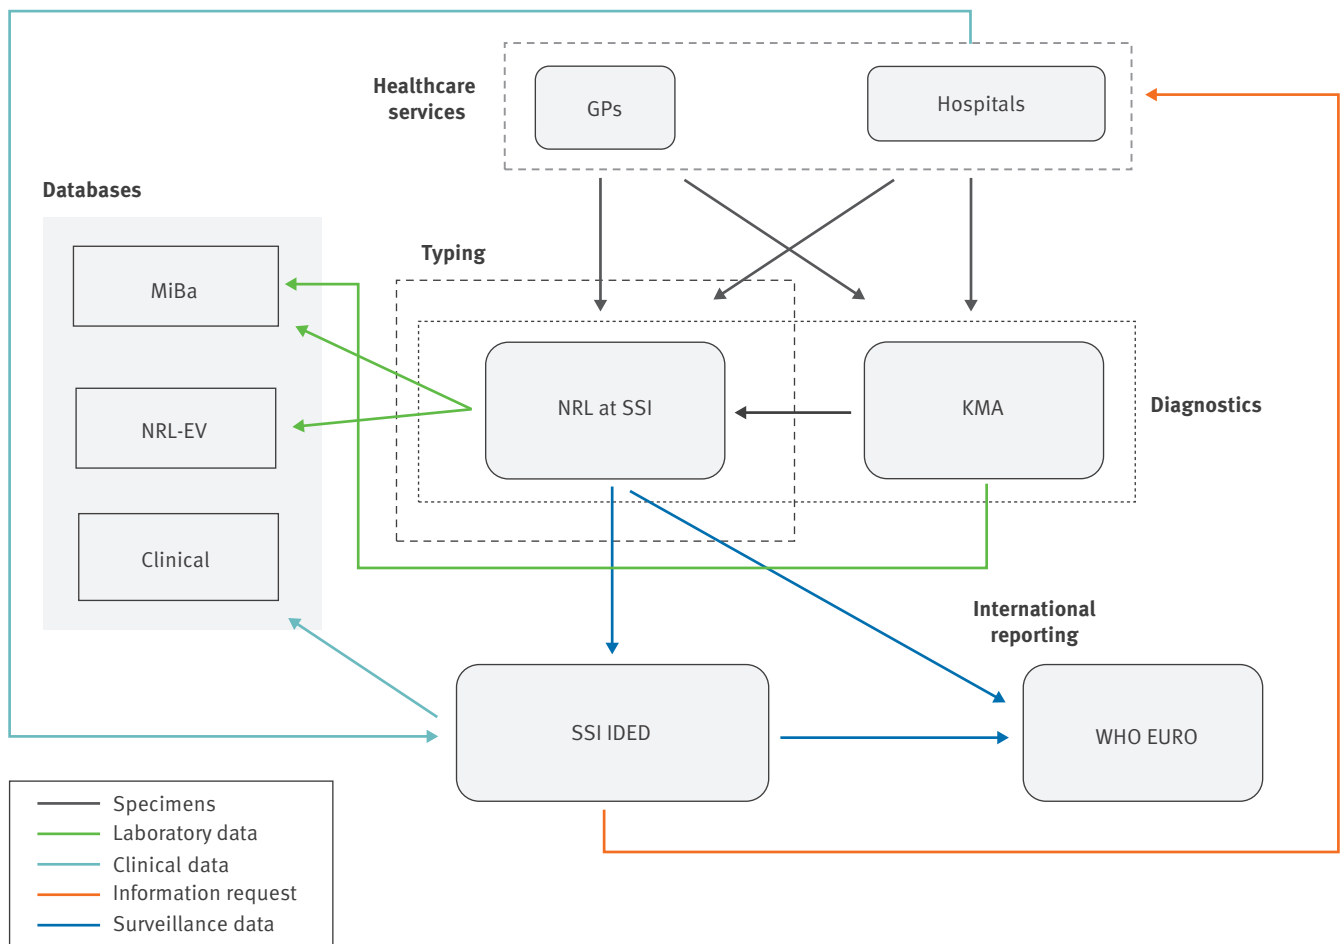 Healthcare
services
GPs
Hospitals
Databases
MiBa
NRL-EV
Clinical
Typing
NRL at SSI
KMA
Diagnostics
International
reporting
SSI IDED
WHO EURO
Specimens
Laboratory data
Clinical data
Information request
Surveillance data